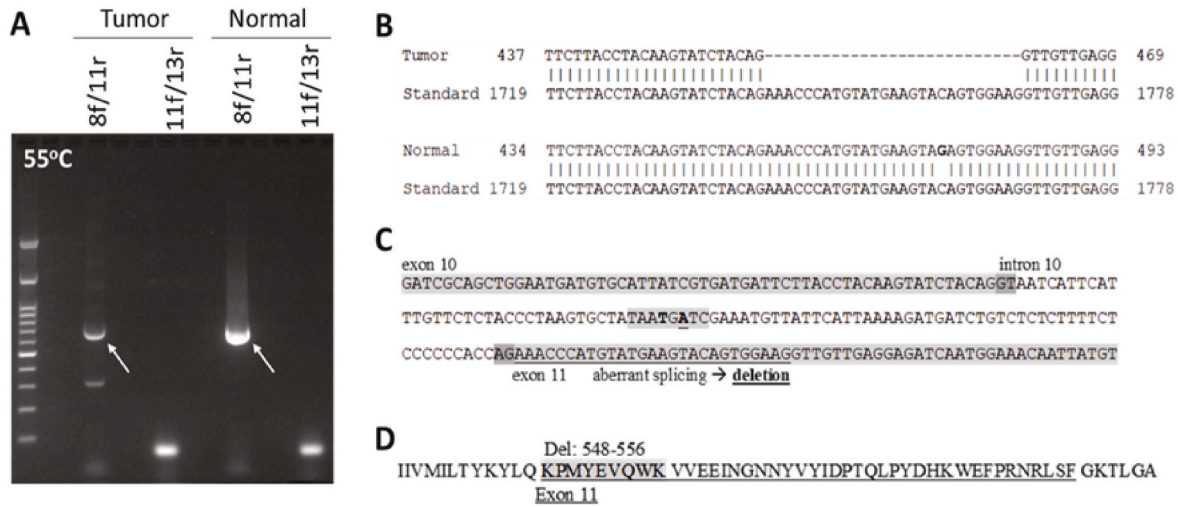 A
Tumor Normal
8f/11r 11f/13r 8f/11r 11f/13r
55°C
B
Tumor 437 TTCTTACCTACAAGTATCTACAG---------------------------GTTGTTGAGG 469
Standard 1719 TTCTTACCTACAAGTATCTACAGAAACCCATGTATGAAGTACAGTGGAAGGTTGTTGAGG 1778
Normal 434 TTCTTACCTACAAGTATCTACAGAAACCCATGTATGAAGTAGAGTGGAAGGTTGTTGAGG 493
Standard 1719 TTCTTACCTACAAGTATCTACAGAAACCCATGTATGAAGTACAGTGGAAGGTTGTTGAGG 1778
C
exon 10 intron 10
GATCGCAGCTGGAATGATGTGCATTATCGTGATGATTCTTACCTACAAGTATCTACAGGTAATCATTCAT
TTGTTCTCTACCCTAAGTGCTATAATGATCGAAATGTTATTCATTAAAAGATGATCTGTCTCTCTTTTCT
CCCCCCACCAGAAACCCATGTATGAAGTACAGTGGAAGGTTGTTGAGGAGATCAATGGAAACAATTATGT
exon 11 aberrant splicing → deletion
D
Del: 548-556
IIVMILTYKYLQ KPMYEVQWK VVEEINGNNYVYIDPTQLPYDHKWEFPRNRLSF GKTLGA
Exon 11